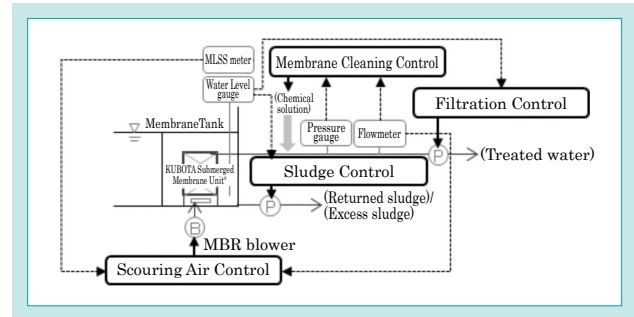 MLSS meter
Membrane Cleaning Control
Water Level
gauge
(Chemical
solution)
Filtration Control
MembraneTank
Pressure
gauge
Flowmeter
P
(Treated water)
KUBOTA Submerged
Membrane Unit®
Sludge Control
P
(Returned sludge)/
(Excess sludge)
B
MBR blower
Scouring Air Control